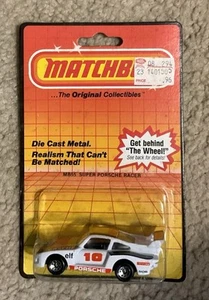 MATCHB
...The Original Collectibles
Die Cast Metal.
Realism That Can't
Be Matched!
Get behind
"The Wheel!"
See back for details!
MB55 SUPER PORSCHE RACER
elf
10
PORSCHE